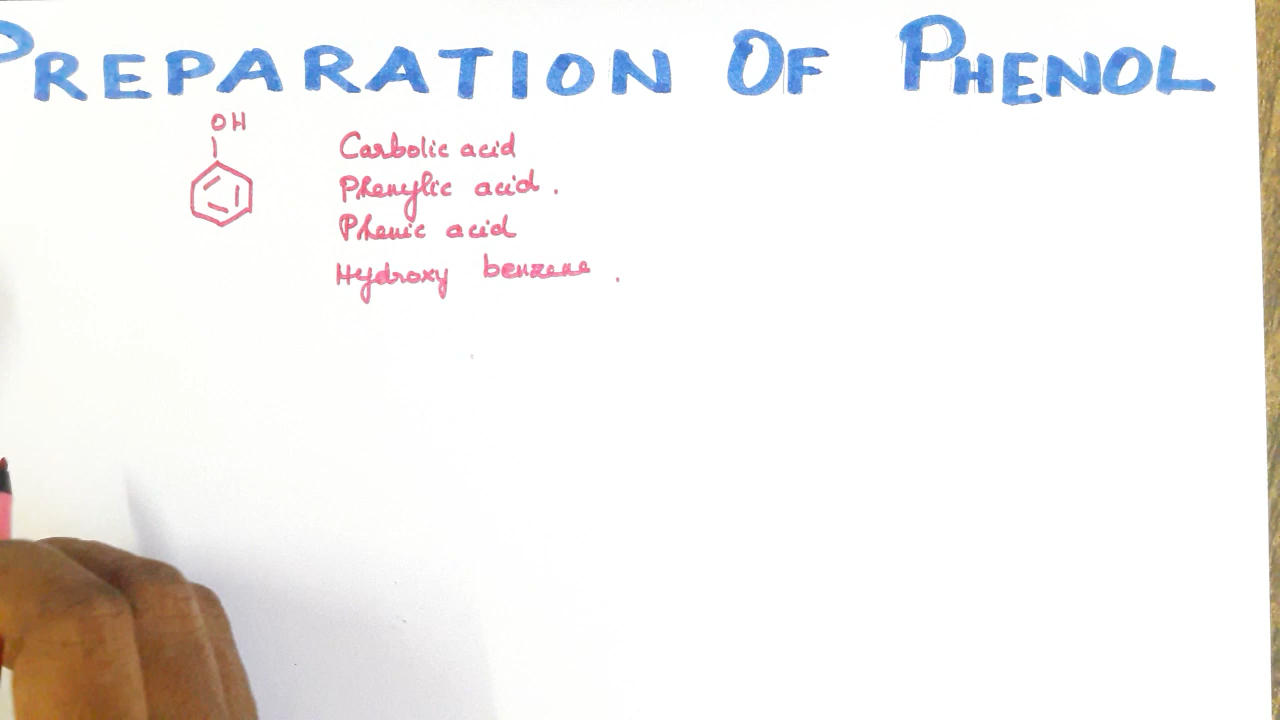 PREPARATION OF PHENOL
OH
Carbolic acid
Phenylic acid.
Phenic acid
Hydroxy benzene.